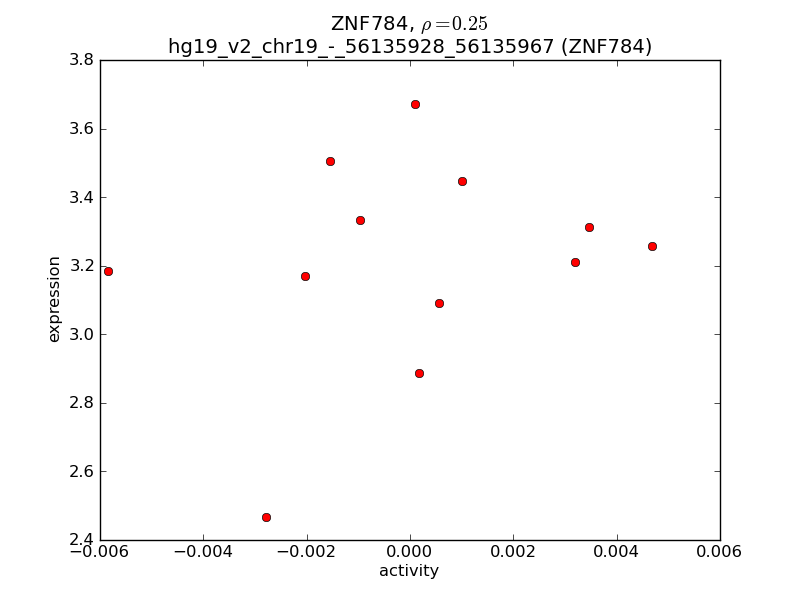 ZNF784, ρ=0.25
hg19_v2_chr19_-_56135928_56135967 (ZNF784)
3.8
3.6
3.4
3.2
3.0
2.8
2.6
2.4
expression
−0.006 −0.004 −0.002 0.000 0.002 0.004 0.006
activity